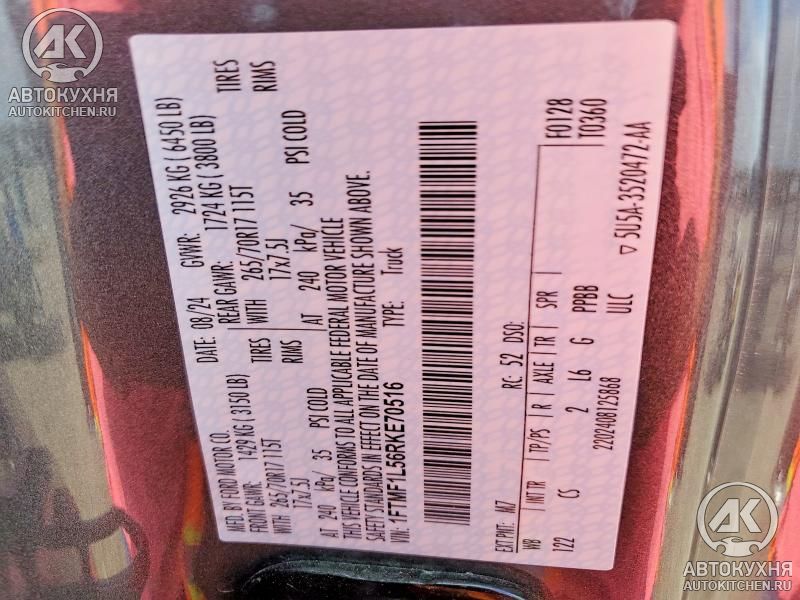 MFD. BY FORD MOTOR CO.
DATE: 08/24
GVWR: 2926 KG ( 6450 LB)
FRONT GAWR: 1429 KG ( 3150 LB)
REAR GAWR: 1724 KG ( 3800 LB)
WITH 265/70R17 115T TIRES
WITH 265/70R17 115T TIRES
17x7.5J RIMS
17x7.5J RIMS
AT 240 kPa/ 35 PSI COLD
AT 240 kPa/ 35 PSI COLD
THIS VEHICLE CONFORMS TO ALL APPLICABLE FEDERAL MOTOR VEHICLE
SAFETY STANDARDS IN EFFECT ON THE DATE OF MANUFACTURE SHOWN ABOVE.
VIN: 1FTMF1L56RKE70516
TYPE: Truck
F0128
T0360
EXT PNT: M7 RC: 52 DSO:
WB INTR TP/PS R AXLE TR SPR
122 CS 2 L6 G PPBB
ULC
22024081258​68
▽ 5U5A-3520472-AA
AK
АВТОКУХНЯ
AUTOKITCHEN.RU
AK
АВТОКУХНЯ
AUTOKITCHEN.RU